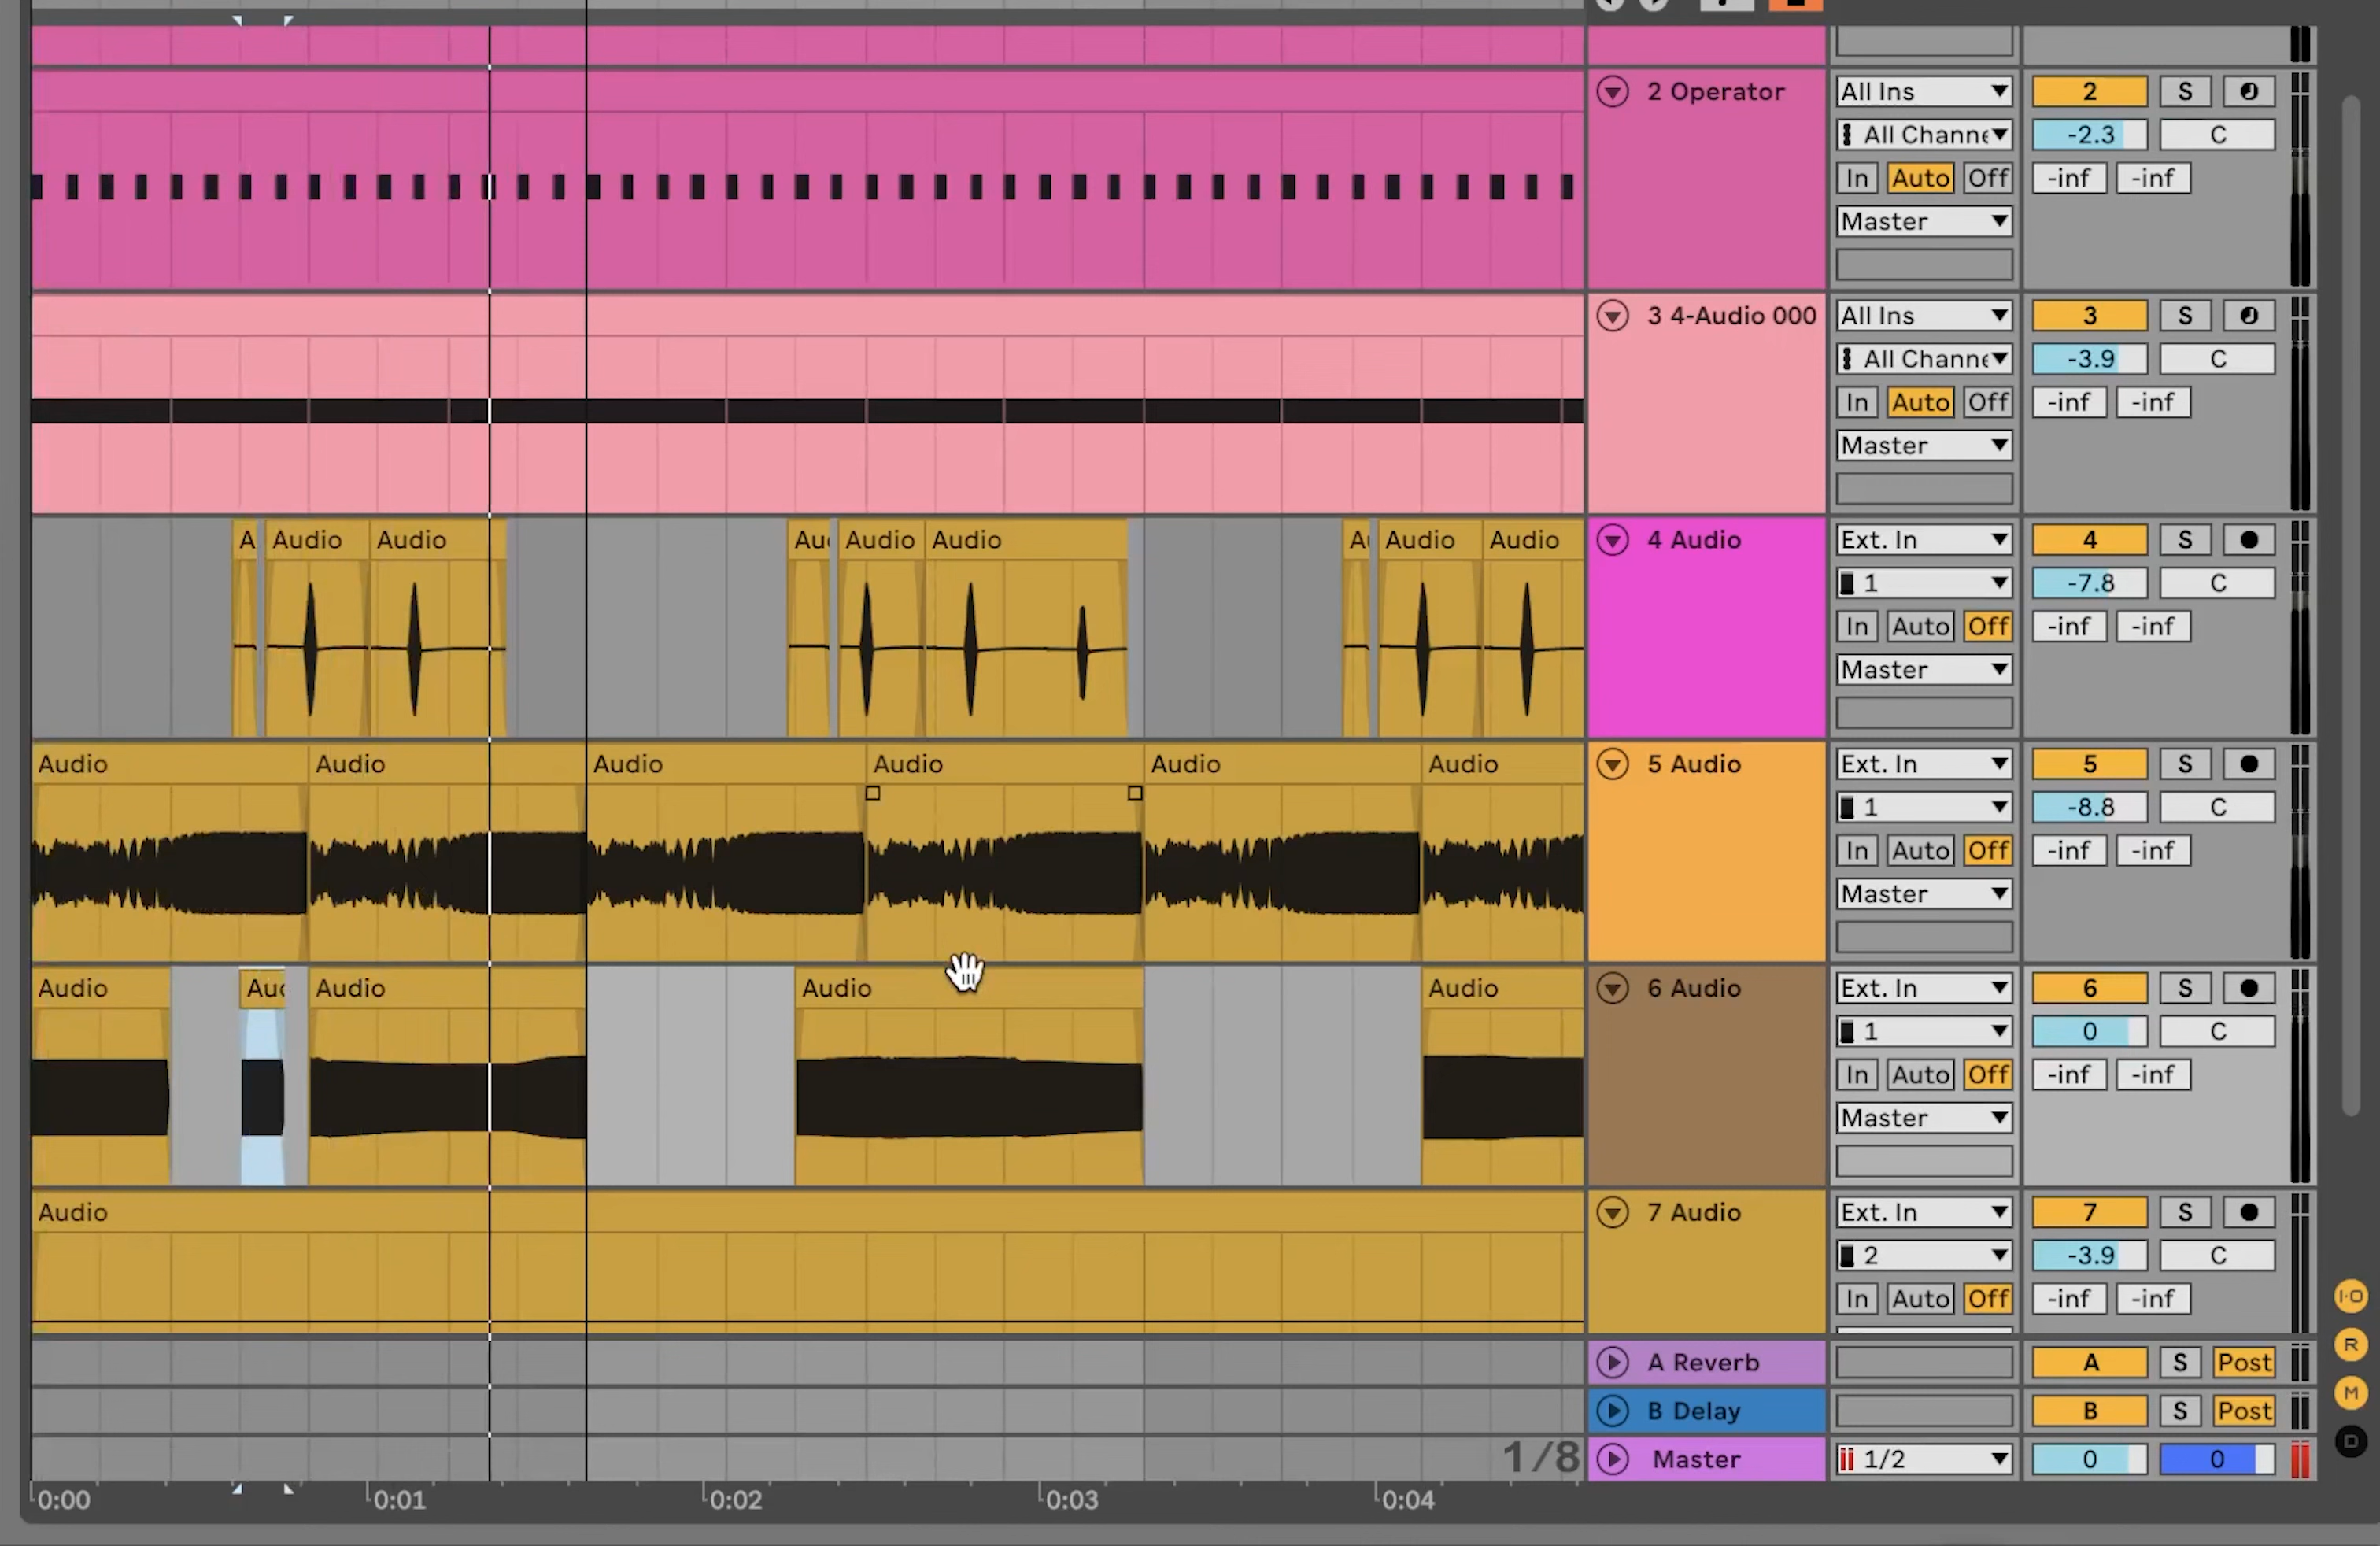 2 Operator All Ins 2 S
All Channe -2.3 C
In Auto Off -inf -inf
Master
3 4-Audio 000 All Ins 3 S
All Channe -3.9 C
In Auto Off -inf -inf
Master
A Audio Audio Au Audio Audio A Audio Audio 4 Audio Ext. In 4 S
1 -7.8 C
In Auto Off -inf -inf
Master
Audio Audio Audio Audio Audio Audio 5 Audio Ext. In 5 S
1 -8.8 C
In Auto Off -inf -inf
Master
Audio Au Audio Audio Audio 6 Audio Ext. In 6 S
1 0 C
In Auto Off -inf -inf
Master
Audio 7 Audio Ext. In 7 S
2 -3.9 C
In Auto Off -inf -inf
I·O
A Reverb A S Post R
B Delay B S Post M
1/8 Master 1/2 0 0 D
0:00 0:01 0:02 0:03 0:04